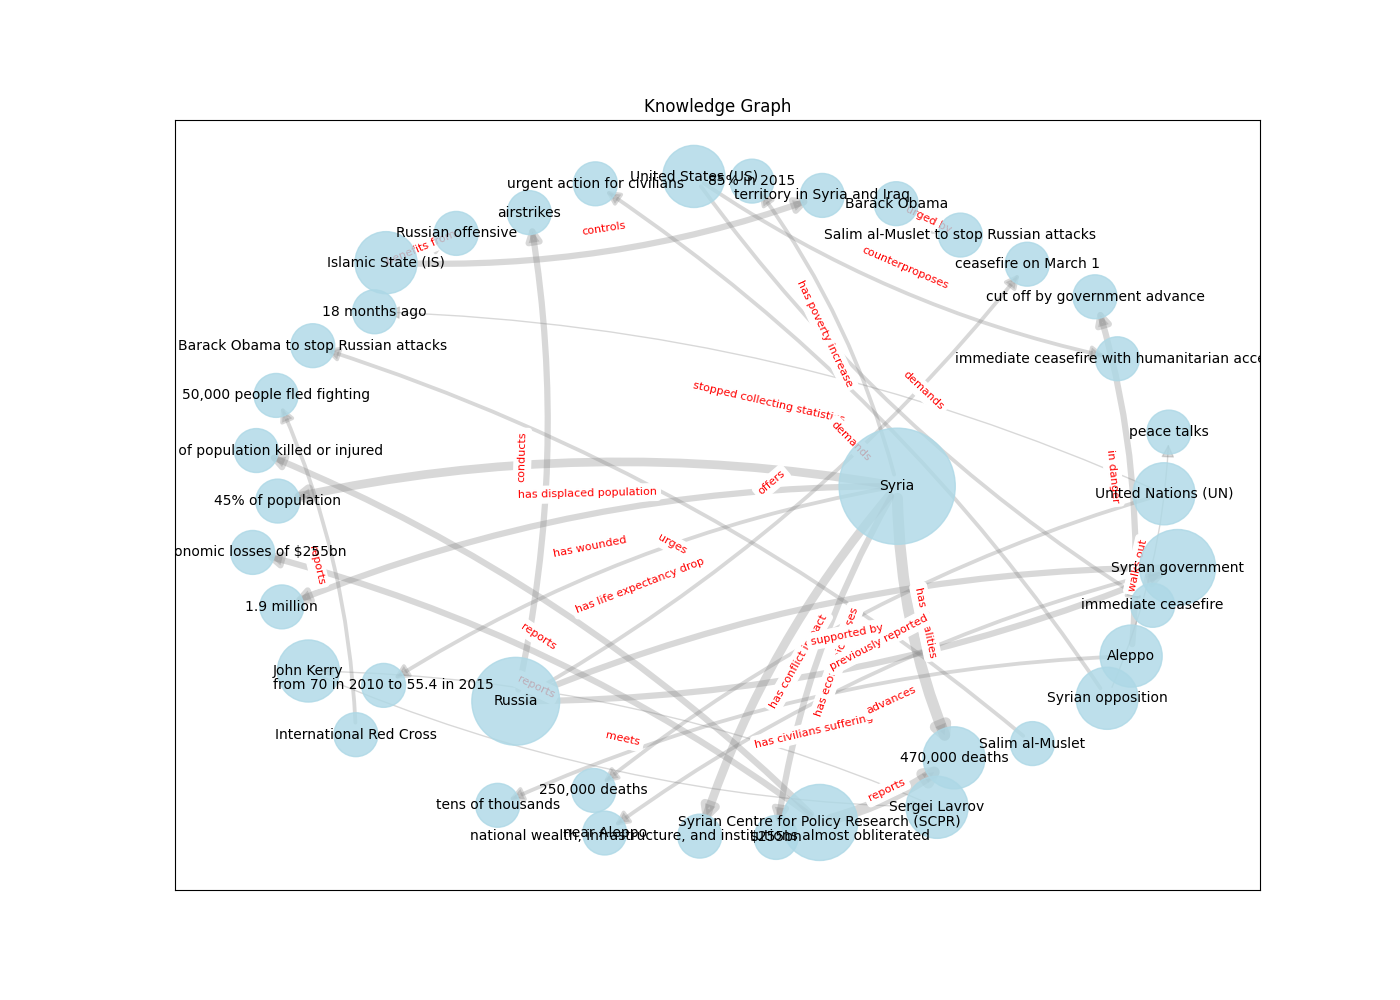 Knowledge Graph
United States (US)
85% in 2015
urgent action for civilians
territory in Syria and Iraq
Barack Obama
airstrikes
controls
urged by
Russian offensive
Salim al-Muslet to stop Russian attacks
benefits from
Islamic State (IS)
counterproposes
ceasefire on March 1
cut off by government advance
18 months ago
has poverty increase
Barack Obama to stop Russian attacks
immediate ceasefire with humanitarian acce
50,000 people fled fighting
demands
stopped collecting statistics
peace talks
demands
of population killed or injured
conducts
in danger
offers
Syria
has displaced population
United Nations (UN)
45% of population
has wounded
urges
onomic losses of $255bn
reports
walks out
Syrian government
has life expectancy drop
1.9 million
immediate ceasefire
has fatalities
reports
supported by
previously reported
has conflict impact
Aleppo
John Kerry
from 70 in 2010 to 55.4 in 2015
reports
Russia
advances
Syrian opposition
International Red Cross
meets
has civilians suffering
Salim al-Muslet
470,000 deaths
250,000 deaths
reports
tens of thousands
Sergei Lavrov
Syrian Centre for Policy Research (SCPR)
near Aleppo
national wealth, infrastructure, and institutions almost obliterated
$255bn